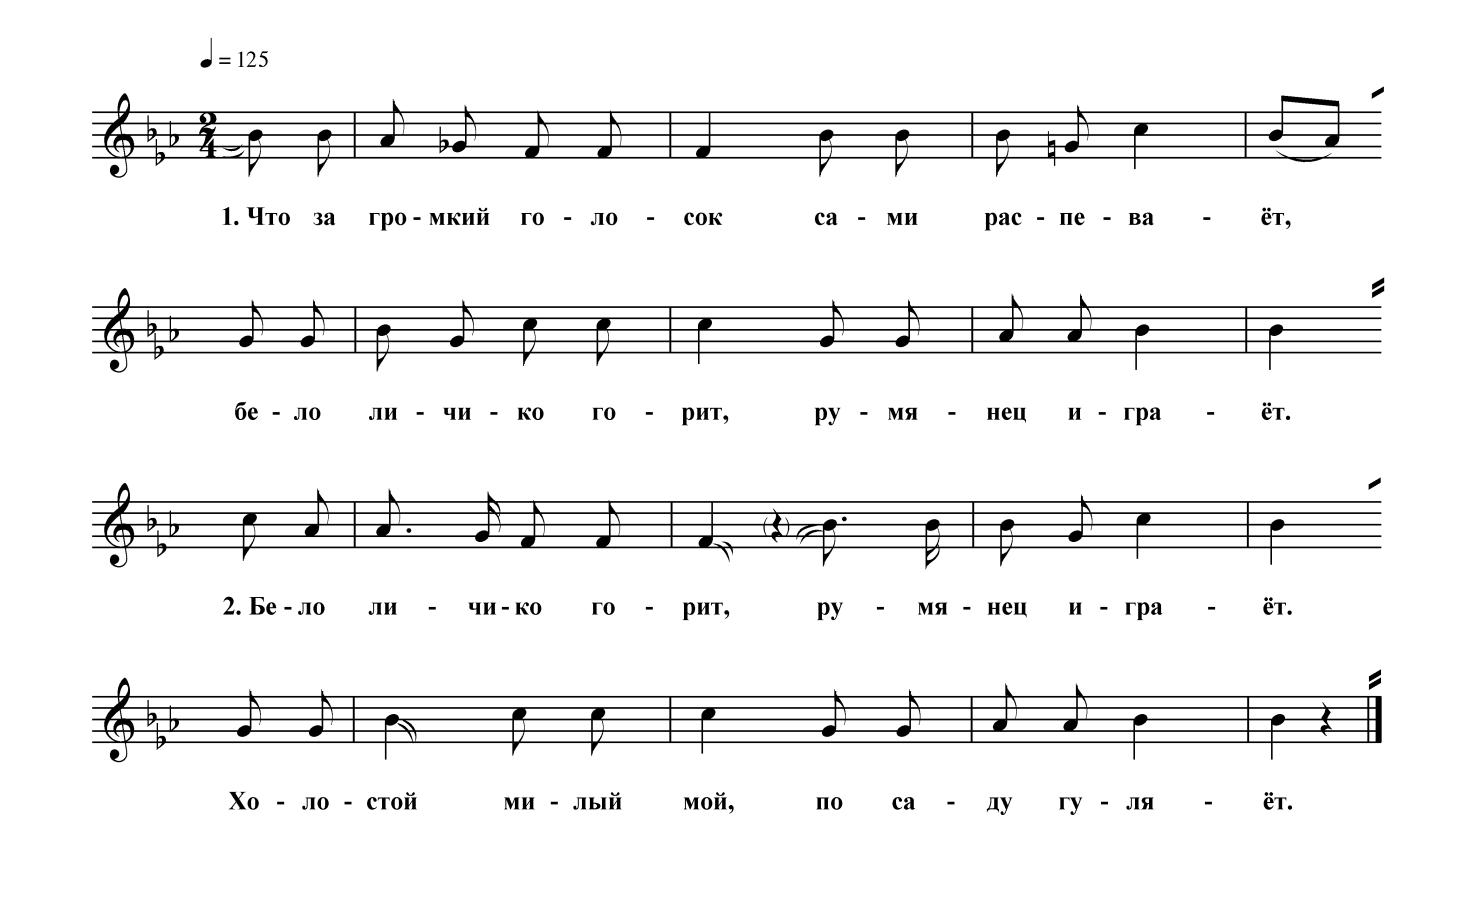 = 125
2
4
1. Что за гро - мкий го - ло - сок са - ми рас - пе - ва - ёт,
бе - ло ли - чи - ко го - рит, ру - мя - нец и - гра - ёт.
2. Бе - ло ли - чи - ко го - рит, ру - мя - нец и - гра - ёт.
Хо - ло - стой ми - лый мой, по са - ду гу - ля - ёт.